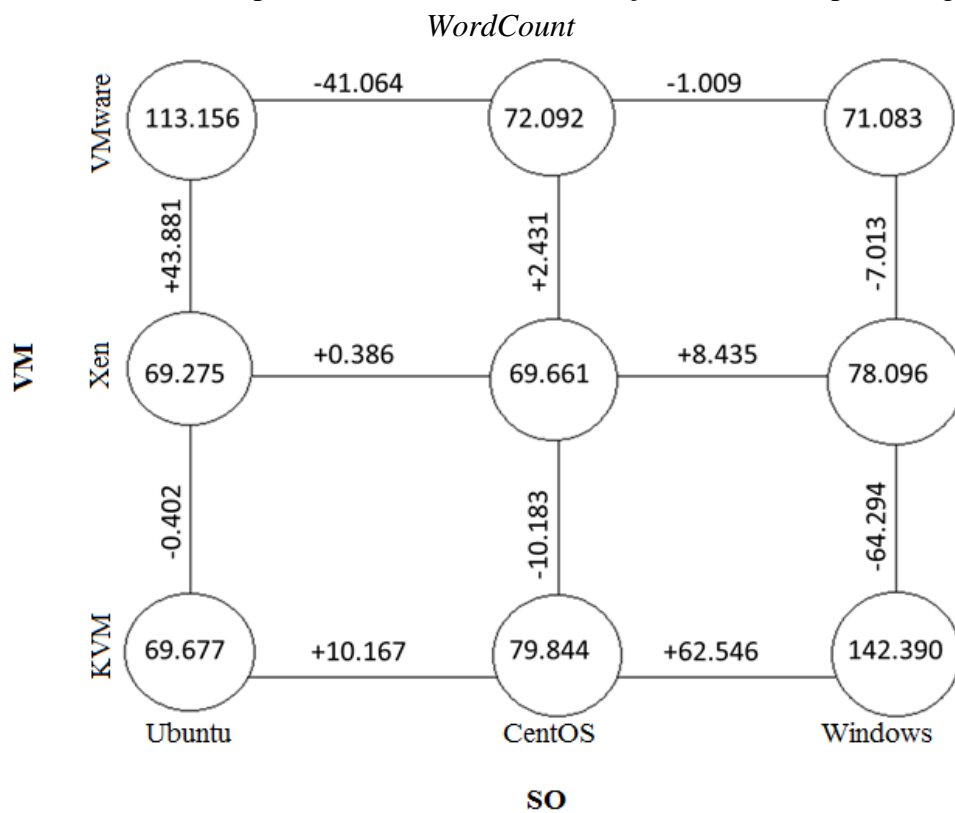 WordCount
VMware
113.156
-41.064
72.092
-1.009
71.083
+43.881
+2.431
-7.013
VM
Xen
69.275
+0.386
69.661
+8.435
78.096
-0.402
-10.183
-64.294
KVM
69.677
+10.167
79.844
+62.546
142.390
Ubuntu
CentOS
Windows
SO